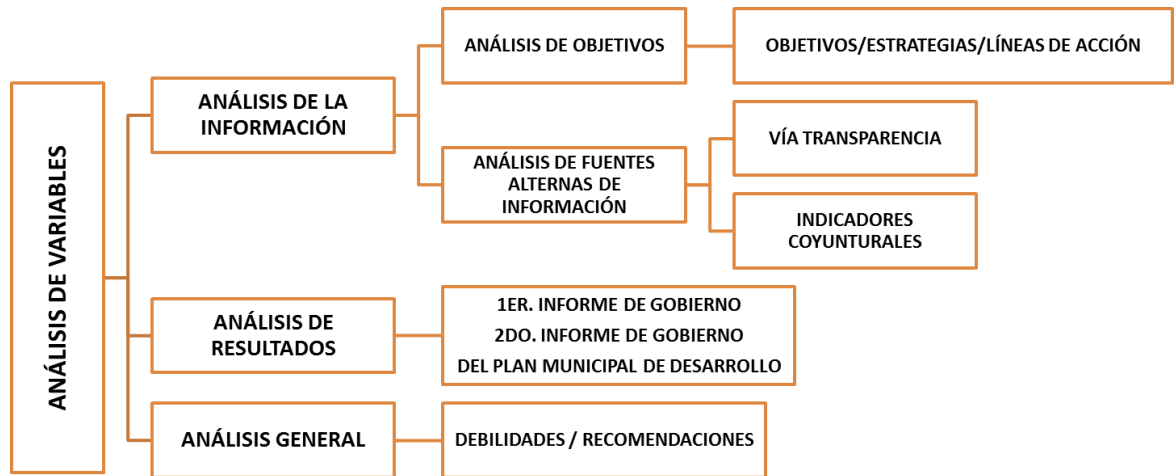 ANÁLISIS DE VARIABLES
ANÁLISIS DE LA
INFORMACIÓN
ANÁLISIS DE OBJETIVOS
OBJETIVOS/ESTRATEGIAS/LÍNEAS DE ACCIÓN
ANÁLISIS DE FUENTES
ALTERNAS DE
INFORMACIÓN
VÍA TRANSPARENCIA
INDICADORES
COYUNTURALES
ANÁLISIS DE
RESULTADOS
1ER. INFORME DE GOBIERNO
2DO. INFORME DE GOBIERNO
DEL PLAN MUNICIPAL DE DESARROLLO
ANÁLISIS GENERAL
DEBILIDADES / RECOMENDACIONES